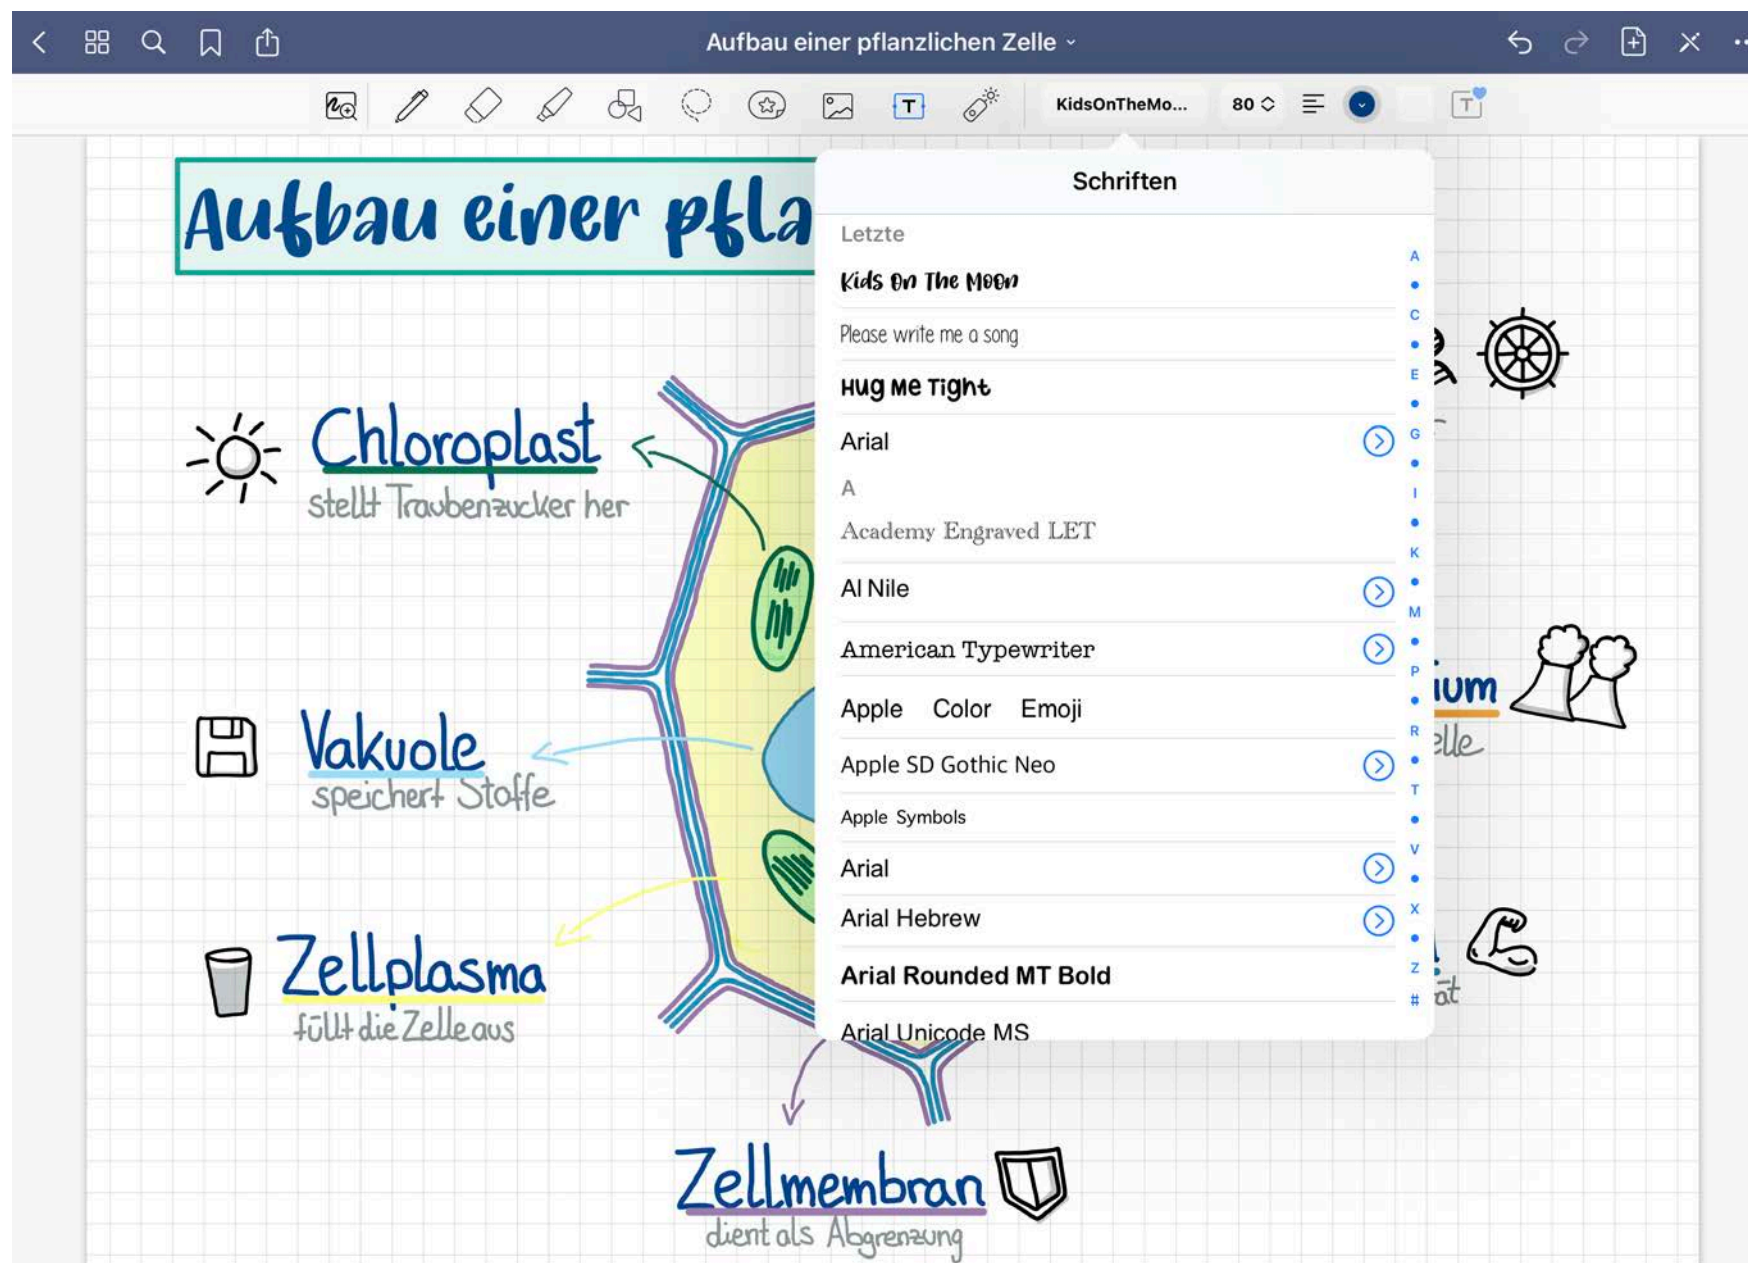 Aufbau einer pflanzlichen Zelle
T
KidsOnTheMo...
80
T
Aufbau einer pfla
Schriften
Letzte
Kids On The Moon
Please write me a song
Hug Me Tight
Arial
A
Academy Engraved LET
Al Nile
American Typewriter
Apple Color Emoji
Apple SD Gothic Neo
Apple Symbols
Arial
Arial Hebrew
Arial Rounded MT Bold
Arial Unicode MS
A
C
E
G
I
K
M
P
R
T
V
X
Z
#
Chloroplast
stellt Traubenzucker her
Vakuole
speichert Stoffe
Zellplasma
füllt die Zelle aus
Zellmembran
dient als Abgrenzung
ium
elle
ät